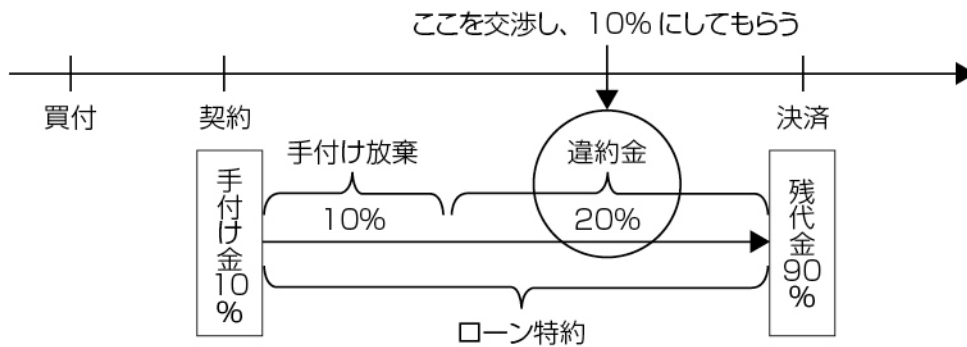 ここを交渉し、10%にしてもらう
買付
契約
決済
手付け放棄
違約金
手付け金10%
10%
20%
残代金90%
ローン特約